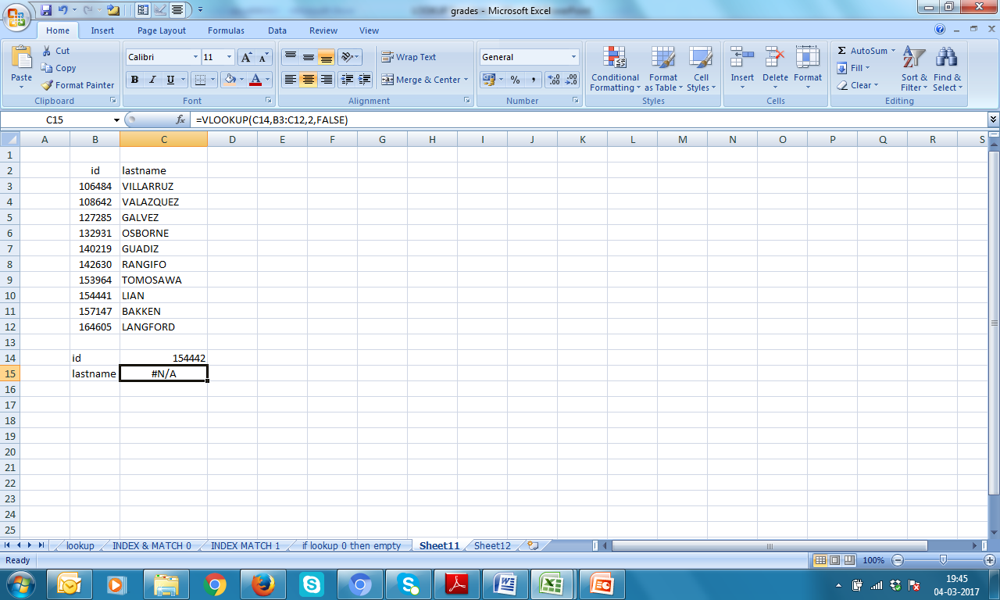 grades - Microsoft Excel
Home Insert Page Layout Formulas Data Review View
Paste
Cut
Copy
Format Painter
Clipboard
Calibri 11
B I U
Font
Wrap Text
Merge & Center
Alignment
General
% ,
Number
Conditional Formatting
Format as Table
Cell Styles
Styles
Insert Delete Format
Cells
Σ AutoSum
Fill
Clear
Sort & Filter
Find & Select
Editing
C15 fx =VLOOKUP(C14,B3:C12,2,FALSE)
A B C D E F G H I J K L M N O P Q R S
1
2 id lastname
3 106484 VILLARRUZ
4 108642 VALAZQUEZ
5 127285 GALVEZ
6 132931 OSBORNE
7 140219 GUADIZ
8 142630 RANGIFO
9 153964 TOMOSAWA
10 154441 LIAN
11 157147 BAKKEN
12 164605 LANGFORD
13
14 id 154442
15 lastname #N/A
16
17
18
19
20
21
22
23
24
25
lookup INDEX & MATCH 0 INDEX MATCH 1 if lookup 0 then empty Sheet11 Sheet12
Ready 100%
19:45
04-03-2017